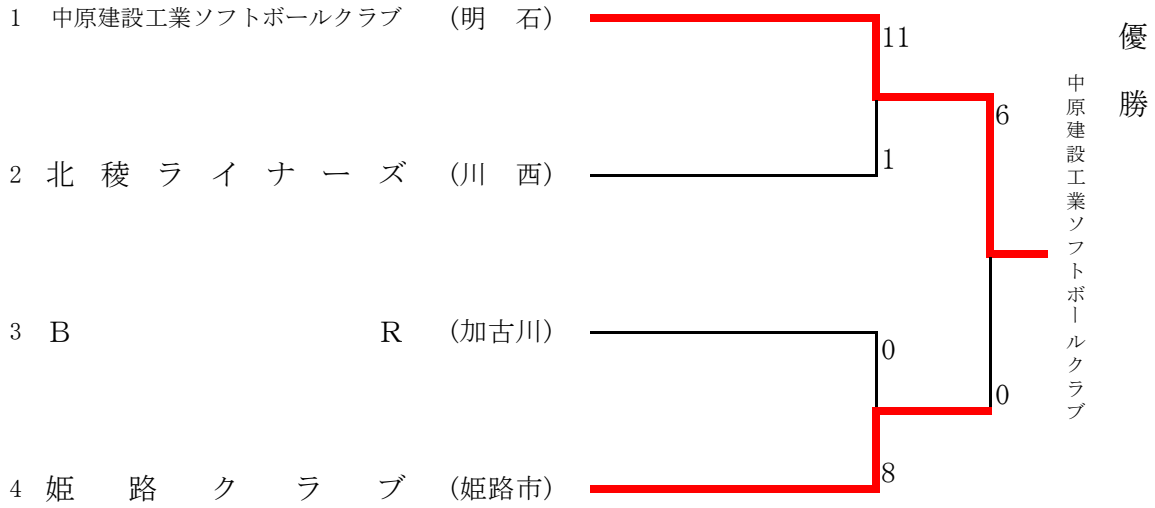 1 中原建設工業ソフトボールクラブ (明 石)
11
優勝
中原建設工業ソフトボールクラブ
6
2 北稜ライナーズ (川 西)
1
3 B R (加古川)
0
0
4 姫路クラブ (姫路市)
8